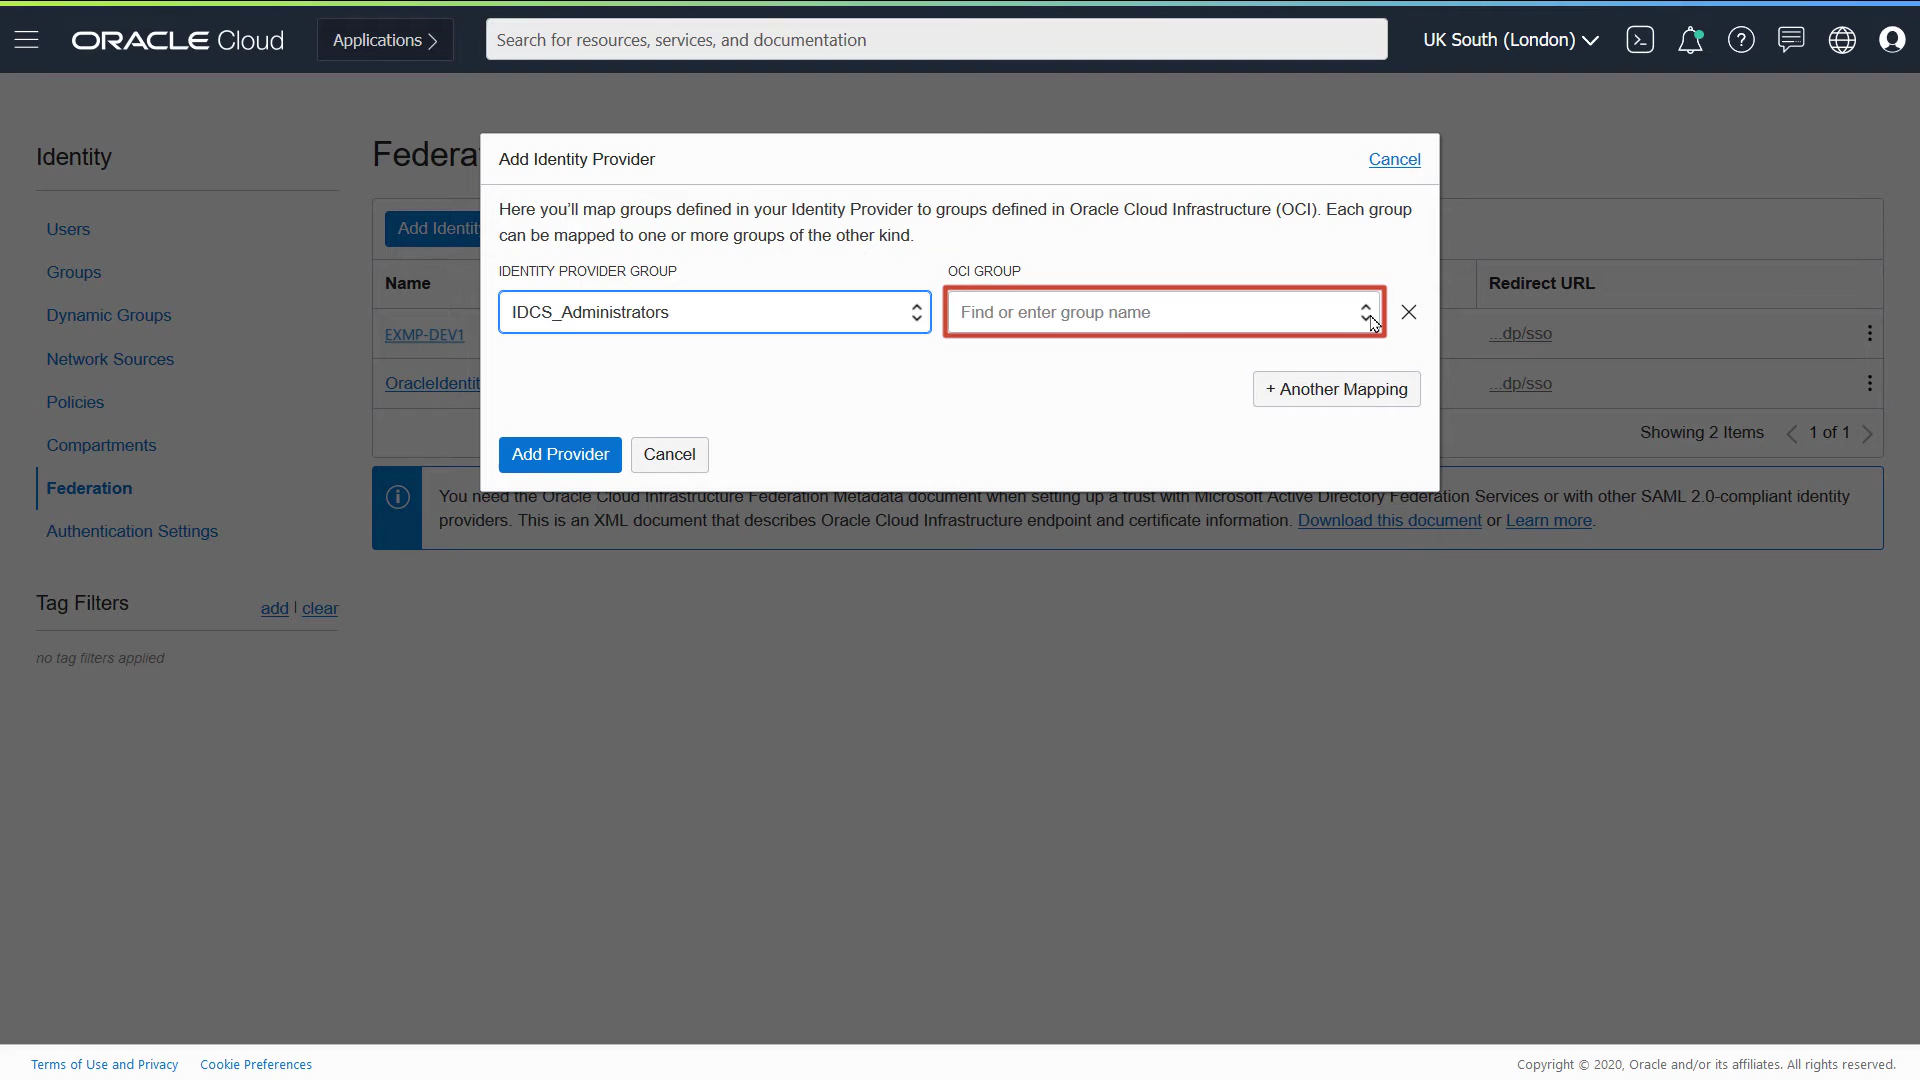 ORACLE Cloud
Applications
Search for resources, services, and documentation
UK South (London)
Identity
Users
Groups
Dynamic Groups
Network Sources
Policies
Compartments
Federation
Authentication Settings
Tag Filters
add | clear
no tag filters applied
Federa
Add Identi
Name
Redirect URL
EXMP-DEV1
...dp/sso
OracleIdentit
...dp/sso
Showing 2 Items
1 of 1
Add Identity Provider
Cancel
Here you'll map groups defined in your Identity Provider to groups defined in Oracle Cloud Infrastructure (OCI). Each group
can be mapped to one or more groups of the other kind.
IDENTITY PROVIDER GROUP
OCI GROUP
IDCS_Administrators
Find or enter group name
+ Another Mapping
Add Provider
Cancel
You need the Oracle Cloud Infrastructure Federation Metadata document when setting up a trust with Microsoft Active Directory Federation Services or with other SAML 2.0-compliant identity
providers. This is an XML document that describes Oracle Cloud Infrastructure endpoint and certificate information. Download this document or Learn more.
Terms of Use and Privacy
Cookie Preferences
Copyright © 2020, Oracle and/or its affiliates. All rights reserved.